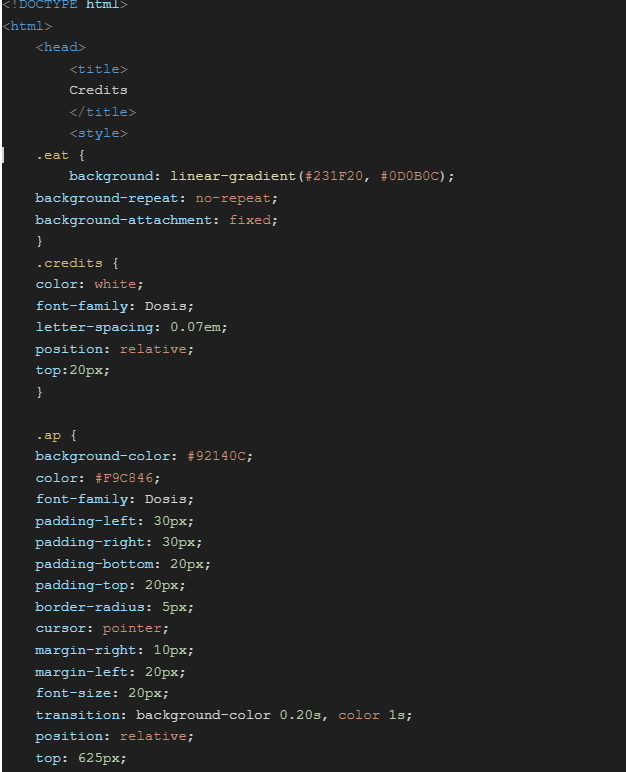 <!DOCTYPE html>
<html>
<head>
<title>
Credits
</title>
<style>
.eat {
background: linear-gradient(#231F20, #0D0B0C);
background-repeat: no-repeat;
background-attachment: fixed;
}
.credits {
color: white;
font-family: Dosis;
letter-spacing: 0.07em;
position: relative;
top:20px;
}
.ap {
background-color: #92140C;
color: #F9C846;
font-family: Dosis;
padding-left: 30px;
padding-right: 30px;
padding-bottom: 20px;
padding-top: 20px;
border-radius: 5px;
cursor: pointer;
margin-right: 10px;
margin-left: 20px;
font-size: 20px;
transition: background-color 0.20s, color 1s;
position: relative;
top: 625px;